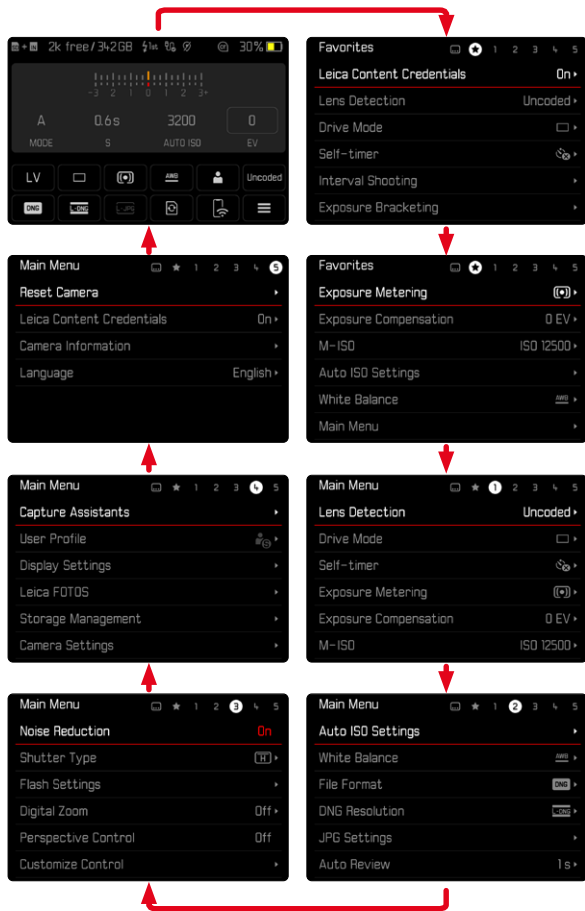 2k free/342GB 1st 30%
-3 2 1 0 1 2 3+
A 0.6s 3200 0
MODE S AUTO ISO EV
LV AWB Uncoded
DNG L-DNG L-JPG
Favorites 1 2 3 4 5
Leica Content Credentials On
Lens Detection Uncoded
Drive Mode
Self-timer
Interval Shooting
Exposure Bracketing
Favorites 1 2 3 4 5
Exposure Metering
Exposure Compensation 0 EV
M-ISO ISO 12500
Auto ISO Settings
White Balance AWB
Main Menu
Main Menu 1 2 3 4 5
Lens Detection Uncoded
Drive Mode
Self-timer
Exposure Metering
Exposure Compensation 0 EV
M-ISO ISO 12500
Main Menu 1 2 3 4 5
Auto ISO Settings
White Balance AWB
File Format DNG
DNG Resolution L-DNG
JPG Settings
Auto Review 1s
Main Menu 1 2 3 4 5
Noise Reduction On
Shutter Type H
Flash Settings
Digital Zoom Off
Perspective Control Off
Customize Control
Main Menu 1 2 3 4 5
Capture Assistants
User Profile
Display Settings
Leica FOTOS
Storage Management
Camera Settings
Main Menu 1 2 3 4 5
Reset Camera
Leica Content Credentials On
Camera Information
Language English